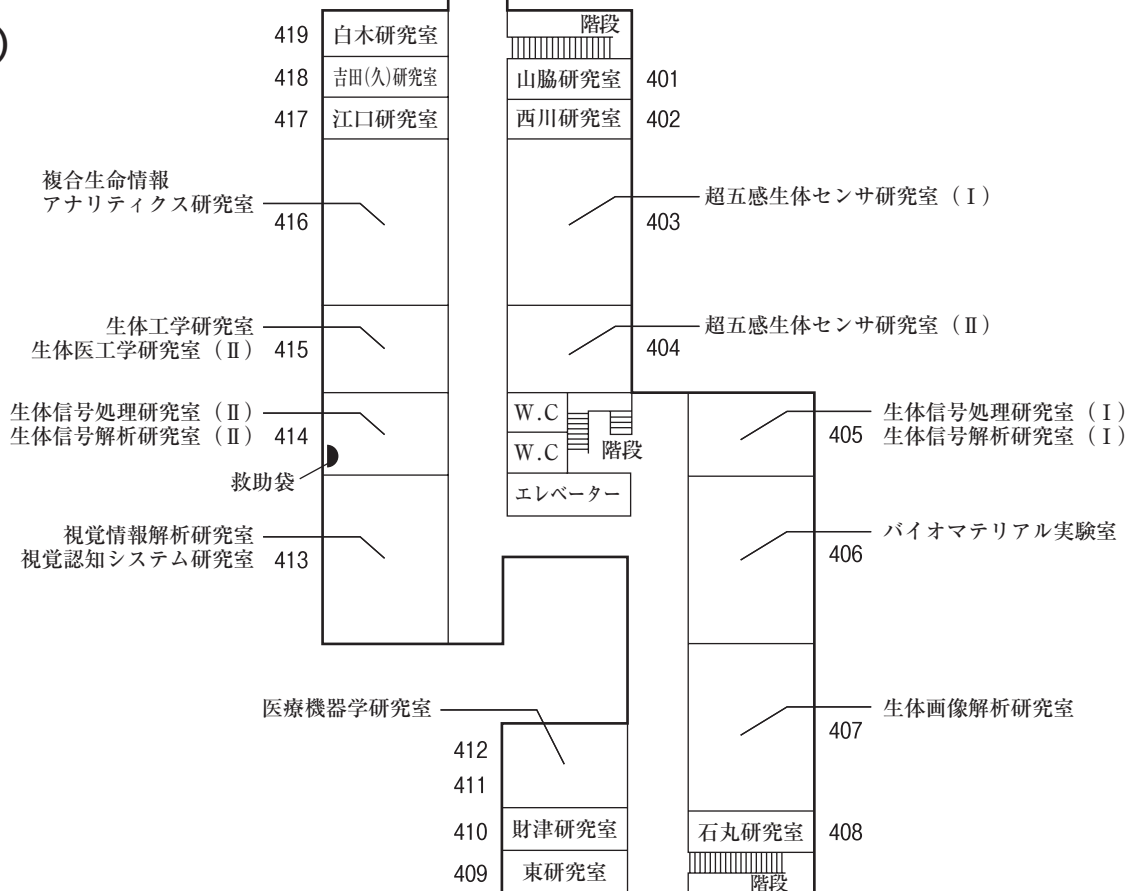 )
419 白木研究室
階段
418 吉田(久)研究室
山脇研究室 401
417 江口研究室
西川研究室 402
複合生命情報
アナリティクス研究室
416
超五感生体センサ研究室（Ⅰ）
403
生体工学研究室
生体医工学研究室（Ⅱ） 415
超五感生体センサ研究室（Ⅱ）
404
生体信号処理研究室（Ⅱ）
生体信号解析研究室（Ⅱ） 414
W.C
W.C
階段
生体信号処理研究室（Ⅰ）
生体信号解析研究室（Ⅰ）
405
救助袋
エレベーター
視覚情報解析研究室
視覚認知システム研究室 413
バイオマテリアル実験室
406
医療機器学研究室
412
411
生体画像解析研究室
407
410 財津研究室
石丸研究室 408
409 東研究室
階段